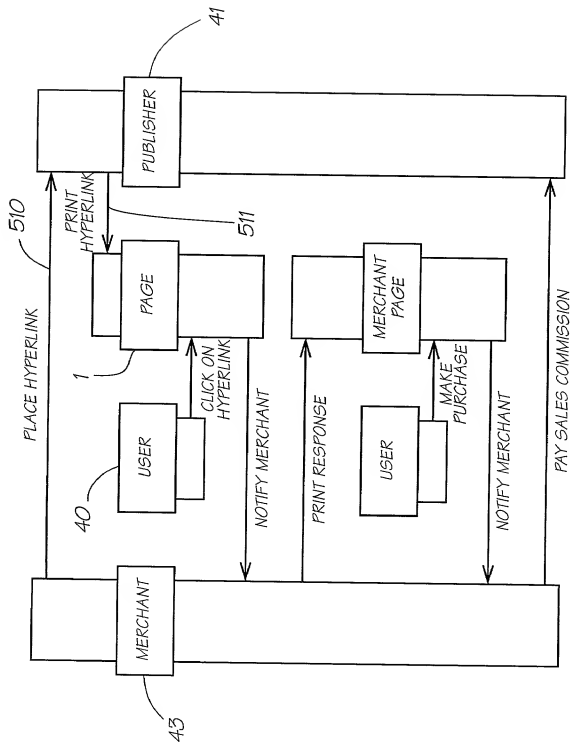 41
PUBLISHER
510
PLACE HYPERLINK
PRINT
HYPERLINK
511
PAGE
1
USER
40
CLICK ON
HYPERLINK
NOTIFY MERCHANT
PRINT RESPONSE
MERCHANT
PAGE
USER
MAKE
PURCHASE
NOTIFY MERCHANT
PAY SALES COMMISSION
MERCHANT
43